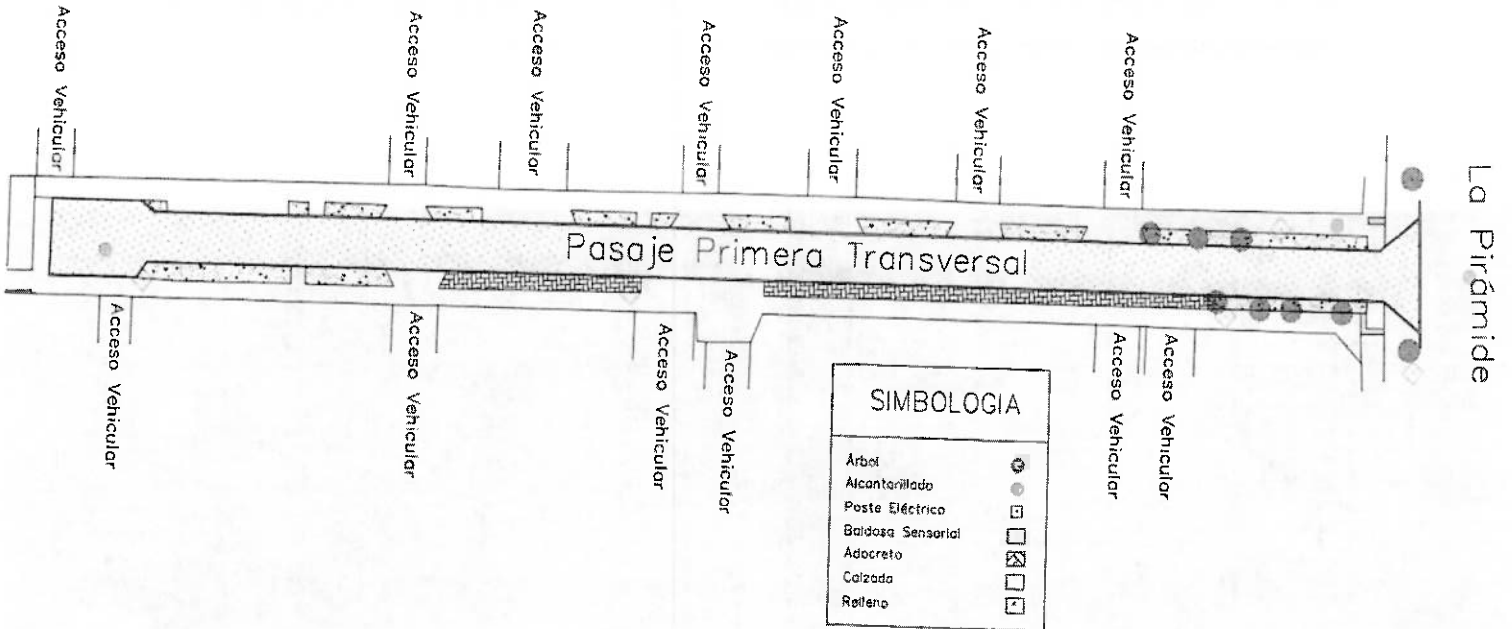 Acceso Vehicular
Acceso Vehicular
Acceso Vehicular
Acceso Vehicular
Acceso Vehicular
Acceso Vehicular
Acceso Vehicular
La Pirámide
Pasaje Primera Transversal
Acceso Vehicular
Acceso Vehicular
Acceso Vehicular
Acceso Vehicular
Acceso Vehicular
Acceso Vehicular
SIMBOLOGIA
Árbol
Alcantarillado
Poste Eléctrico
Baldosa Sensorial
Adocreto
Calzada
Relleno